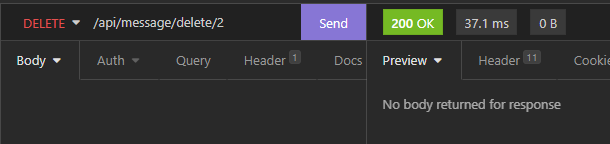 DELETE /api/message/delete/2 Send 200 OK 37.1 ms 0 B
Body Auth Query Header 1 Docs Preview Header 11 Cookie
No body returned for response